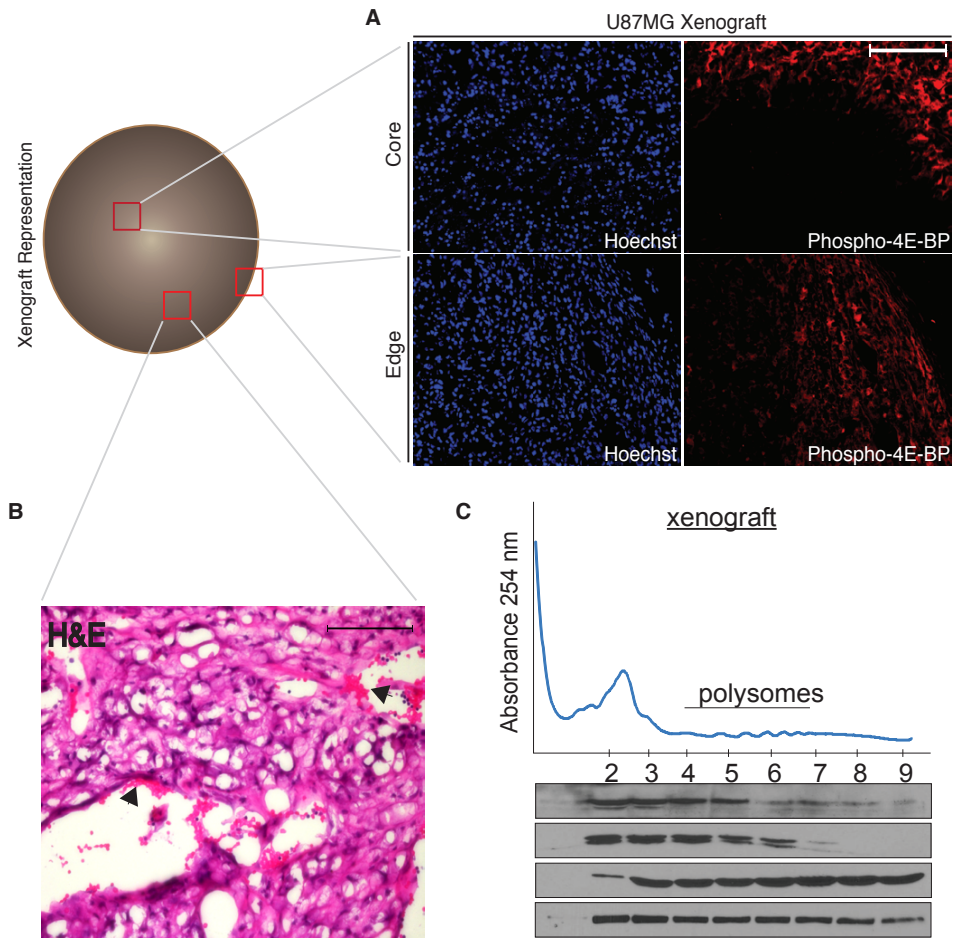 A
U87MG Xenograft
Xenograft Representation
Core
Hoechst
Phospho-4E-BP
Edge
Hoechst
Phospho-4E-BP
B
H&E
C
xenograft
Absorbance 254 nm
polysomes
2 3 4 5 6 7 8 9